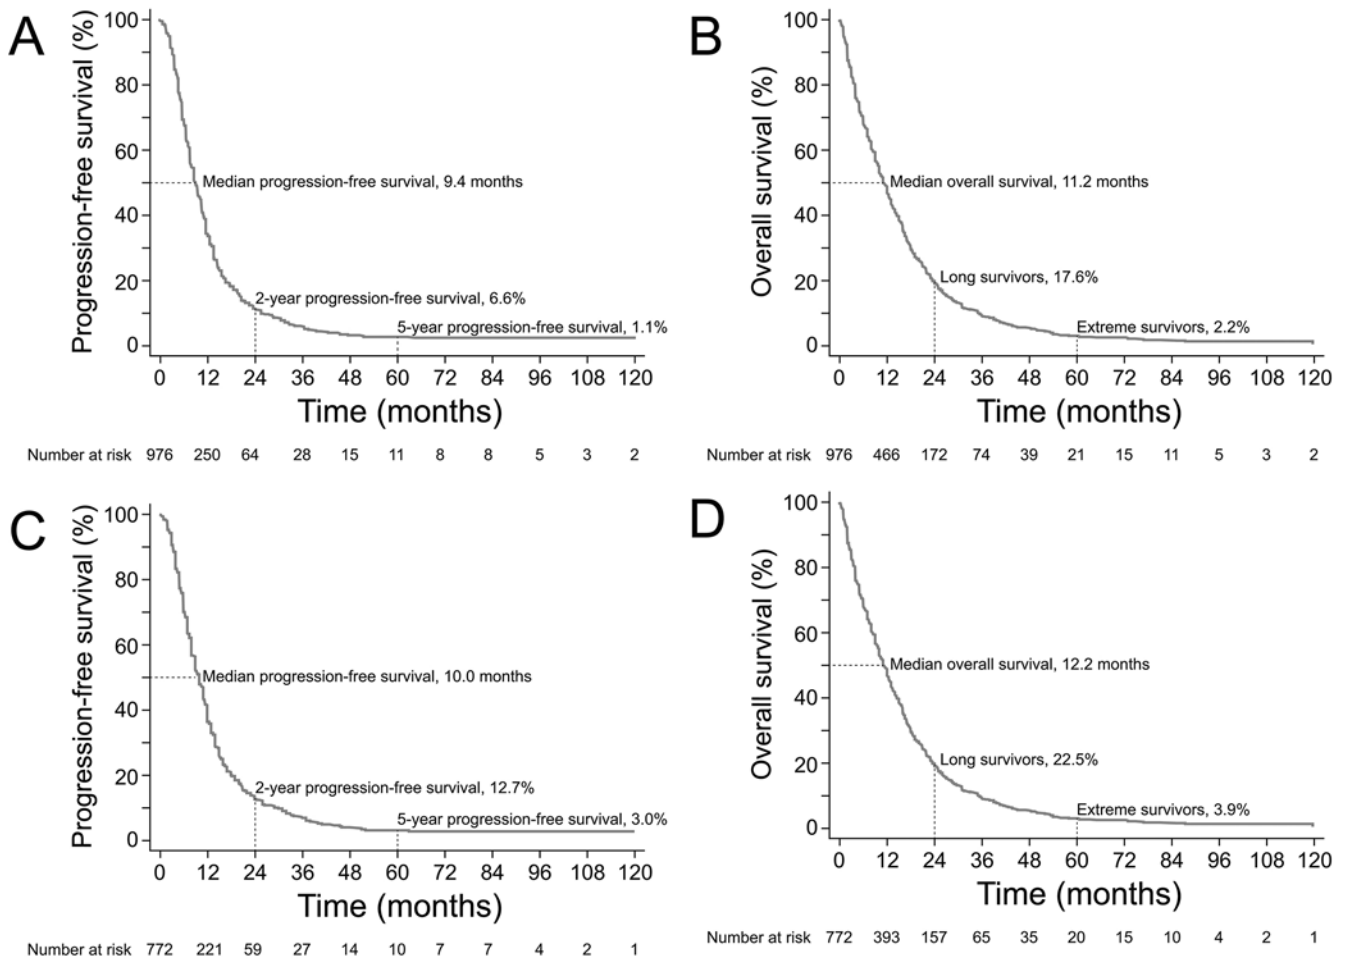 A
Progression-free survival (%)
100
80
60
40
20
0
Median progression-free survival, 9.4 months
2-year progression-free survival, 6.6%
5-year progression-free survival, 1.1%
0 12 24 36 48 60 72 84 96 108 120
Time (months)
Number at risk 976 250 64 28 15 11 8 8 5 3 2
B
Overall survival (%)
100
80
60
40
20
0
Median overall survival, 11.2 months
Long survivors, 17.6%
Extreme survivors, 2.2%
0 12 24 36 48 60 72 84 96 108 120
Time (months)
Number at risk 976 466 172 74 39 21 15 11 5 3 2
C
Progression-free survival (%)
100
80
60
40
20
0
Median progression-free survival, 10.0 months
2-year progression-free survival, 12.7%
5-year progression-free survival, 3.0%
0 12 24 36 48 60 72 84 96 108 120
Time (months)
Number at risk 772 221 59 27 14 10 7 7 4 2 1
D
Overall survival (%)
100
80
60
40
20
0
Median overall survival, 12.2 months
Long survivors, 22.5%
Extreme survivors, 3.9%
0 12 24 36 48 60 72 84 96 108 120
Time (months)
Number at risk 772 393 157 65 35 20 15 10 4 2 1